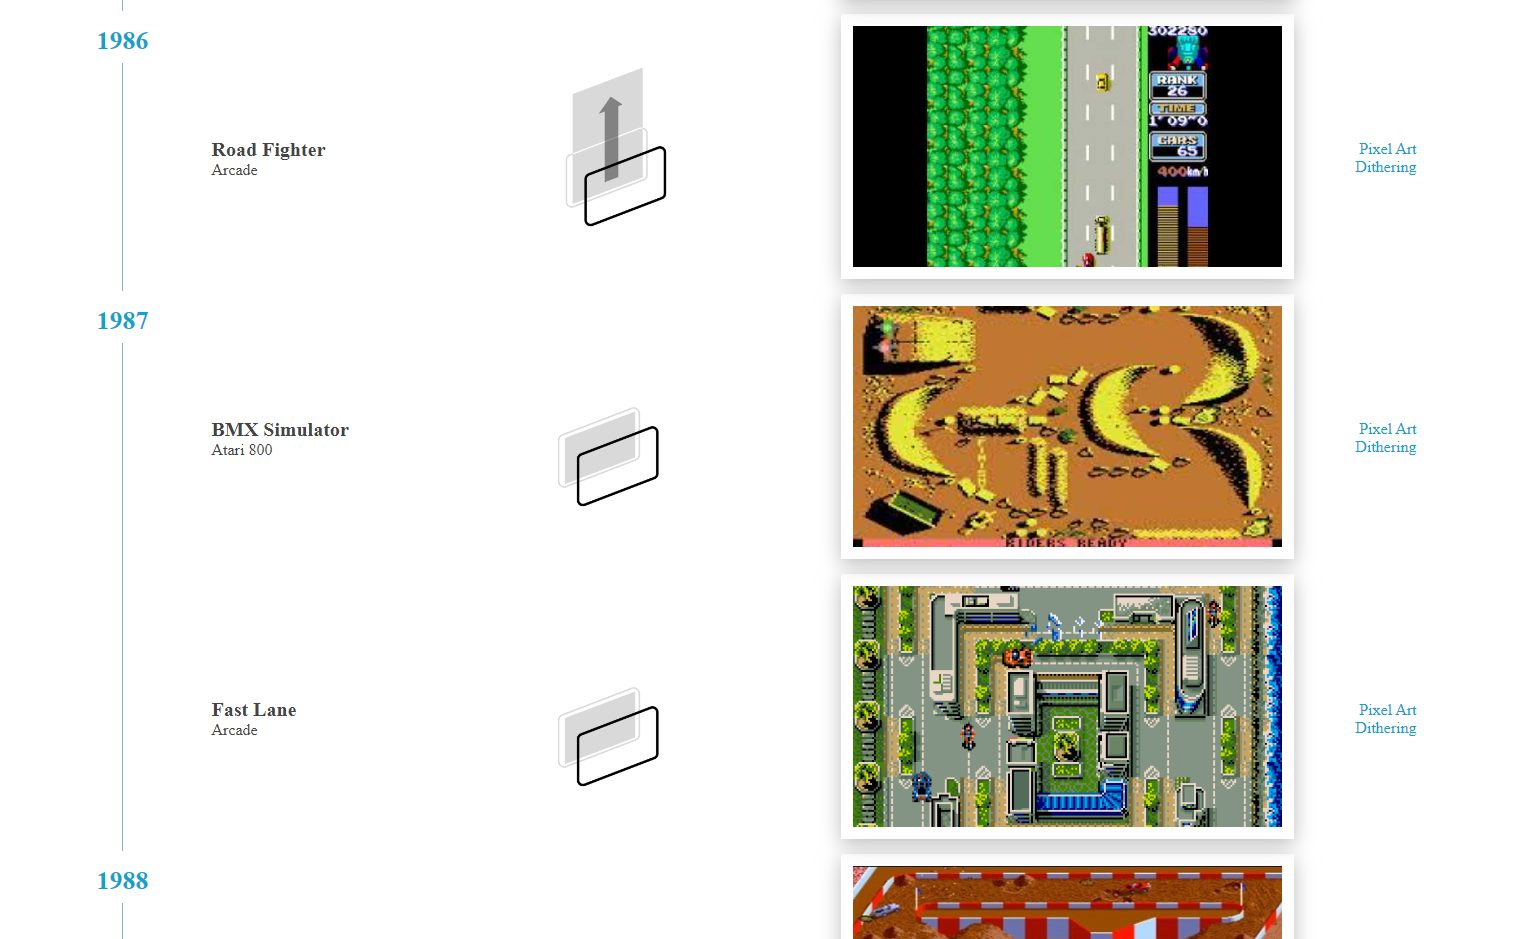 1986
Road Fighter
Arcade
302280
RANK
26
TIME
1'09"0
CARS
65
400km/h
Pixel Art
Dithering
1987
BMX Simulator
Atari 800
RIDERS READY
Pixel Art
Dithering
Fast Lane
Arcade
Pixel Art
Dithering
1988